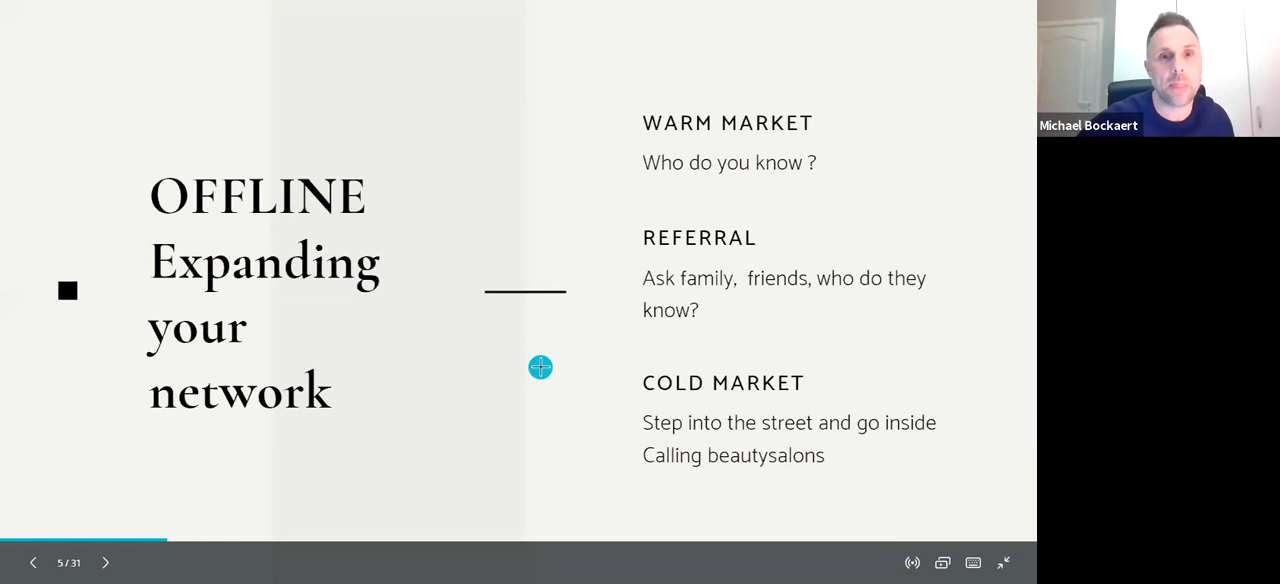 OFFLINE
Expanding
your
network
WARM MARKET
Who do you know ?
REFERRAL
Ask family,  friends, who do they
know?
COLD MARKET
Step into the street and go inside
Calling beautysalons
Michael Bockaert
5 / 31